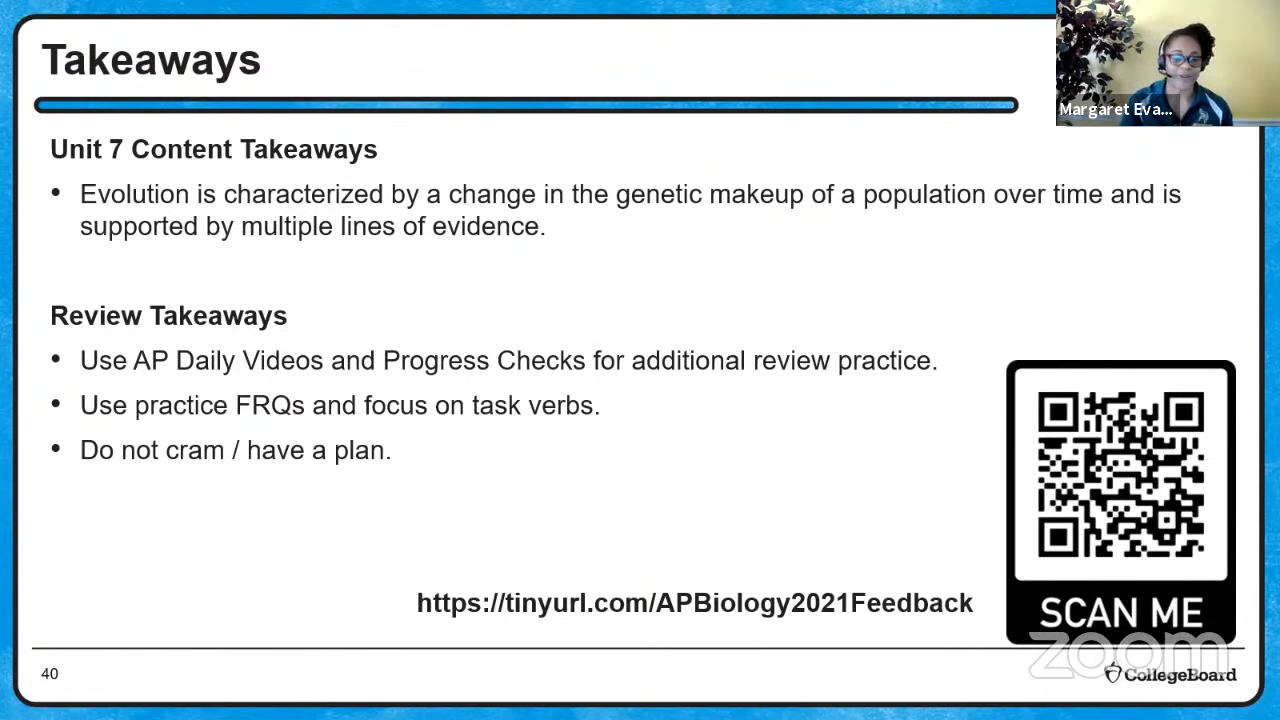 Takeaways
Margaret Eva...
Unit 7 Content Takeaways
• Evolution is characterized by a change in the genetic makeup of a population over time and is
supported by multiple lines of evidence.
Review Takeaways
• Use AP Daily Videos and Progress Checks for additional review practice.
• Use practice FRQs and focus on task verbs.
• Do not cram / have a plan.
https://tinyurl.com/APBiology2021Feedback
SCAN ME
zoom
40
CollegeBoard